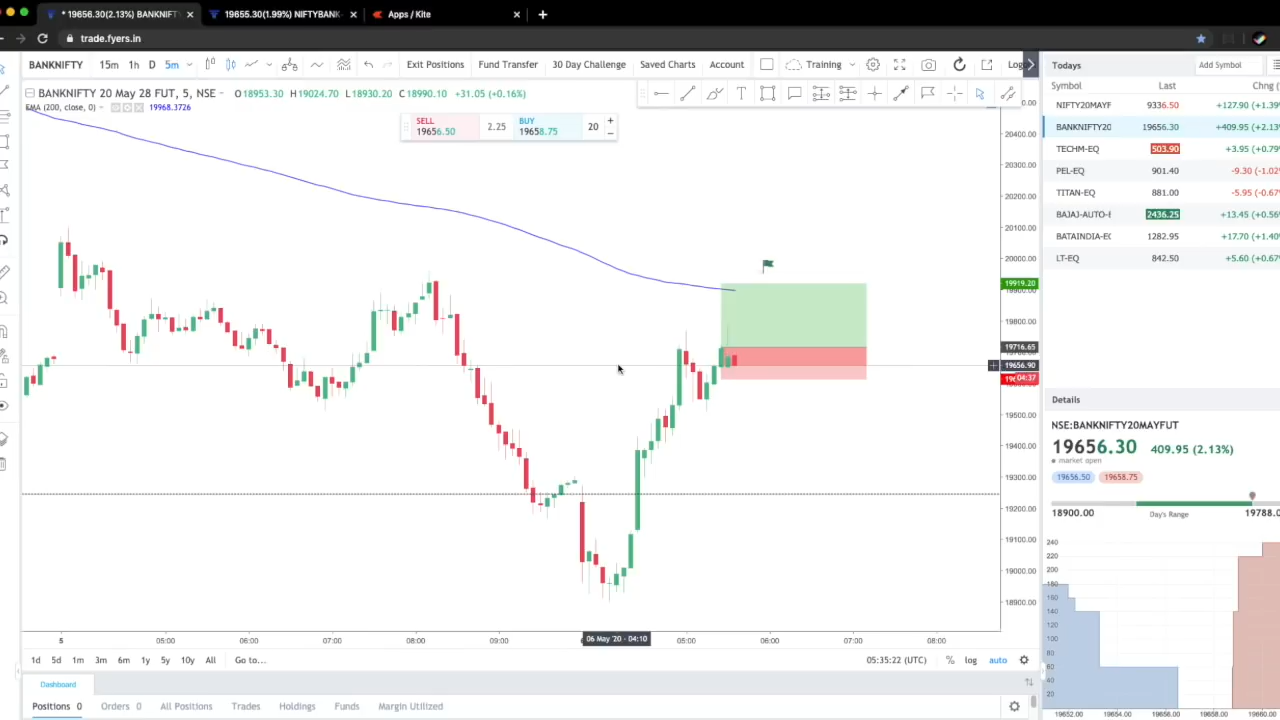 * 19656.30(2.13%) BANKNIFT
19655.30(1.99%) NIFTYBANK-
Apps / Kite
trade.fyers.in
BANKNIFTY 15m 1h D 5m
Exit Positions Fund Transfer 30 Day Challenge Saved Charts Account Training Log
Todays Add Symbol
BANKNIFTY 20 May 28 FUT, 5, NSE O18953.30 H19024.70 L18930.20 C18990.10 +31.05 (+0.16%)
EMA (200, close, 0) 19968.3726
SELL
19656.50
2.25
BUY
19658.75
20
Symbol Last Chng (
NIFTY20MAYF 9336.50 +127.90 (+1.39
BANKNIFTY20 19656.30 +409.95 (+2.13
TECHM-EQ 503.90 +3.95 (+0.79
PEL-EQ 901.40 -9.30 (-1.02
TITAN-EQ 881.00 -5.95 (-0.67
BAJAJ-AUTO-E 2436.25 +13.45 (+0.56
BATAINDIA-EQ 1282.95 +17.70 (+1.40
LT-EQ 842.50 +5.60 (+0.67
20400.00
20300.00
20200.00
20100.00
20000.00
19919.20
19800.00
19716.65
19656.90
04:37
19500.00
19400.00
19300.00
19200.00
19100.00
19000.00
18900.00
Details
NSE:BANKNIFTY20MAYFUT
19656.30 409.95 (2.13%)
market open
19656.50 19658.75
18900.00 Day's Range 19788.0
240
220
200
180
160
140
120
100
80
60
40
20
19652.00 19654.00 19656.00 19658.00 19660.00
5 05:00 06:00 07:00 08:00 09:00 06 May '20 - 04:10 05:00 06:00 07:00 08:00
1d 5d 1m 3m 6m 1y 5y 10y All Go to... 05:35:22 (UTC) % log auto
Dashboard
Positions 0 Orders 0 All Positions Trades Holdings Funds Margin Utilized